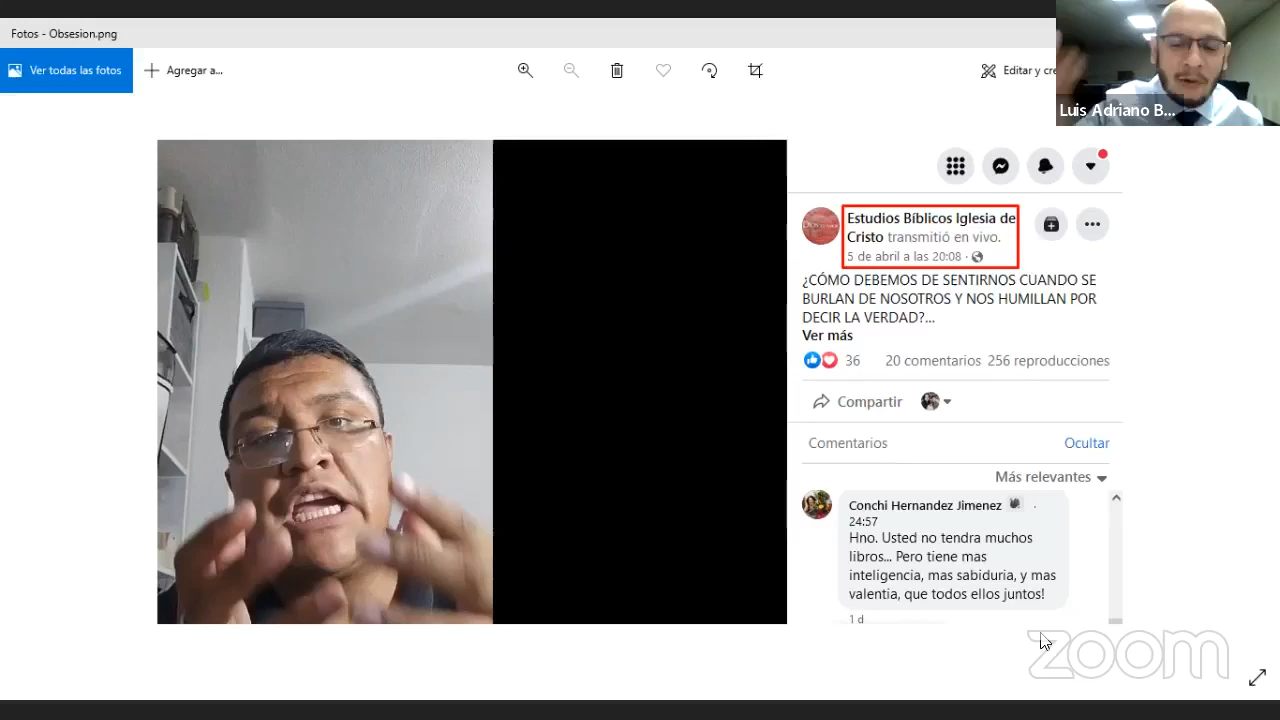 Fotos - Obsesion.png
Ver todas las fotos
Agregar a...
Editar y cre
Luis Adriano B...
Estudios Bíblicos Iglesia de
Cristo transmitió en vivo.
5 de abril a las 20:08 ·
¿CÓMO DEBEMOS DE SENTIRNOS CUANDO SE
BURLAN DE NOSOTROS Y NOS HUMILLAN POR
DECIR LA VERDAD?...
Ver más
36 20 comentarios 256 reproducciones
Compartir
Comentarios Ocultar
Más relevantes
Conchi Hernandez Jimenez ·
24:57
Hno. Usted no tendra muchos
libros... Pero tiene mas
inteligencia, mas sabiduria, y mas
valentia, que todos ellos juntos!
1 d
zoom